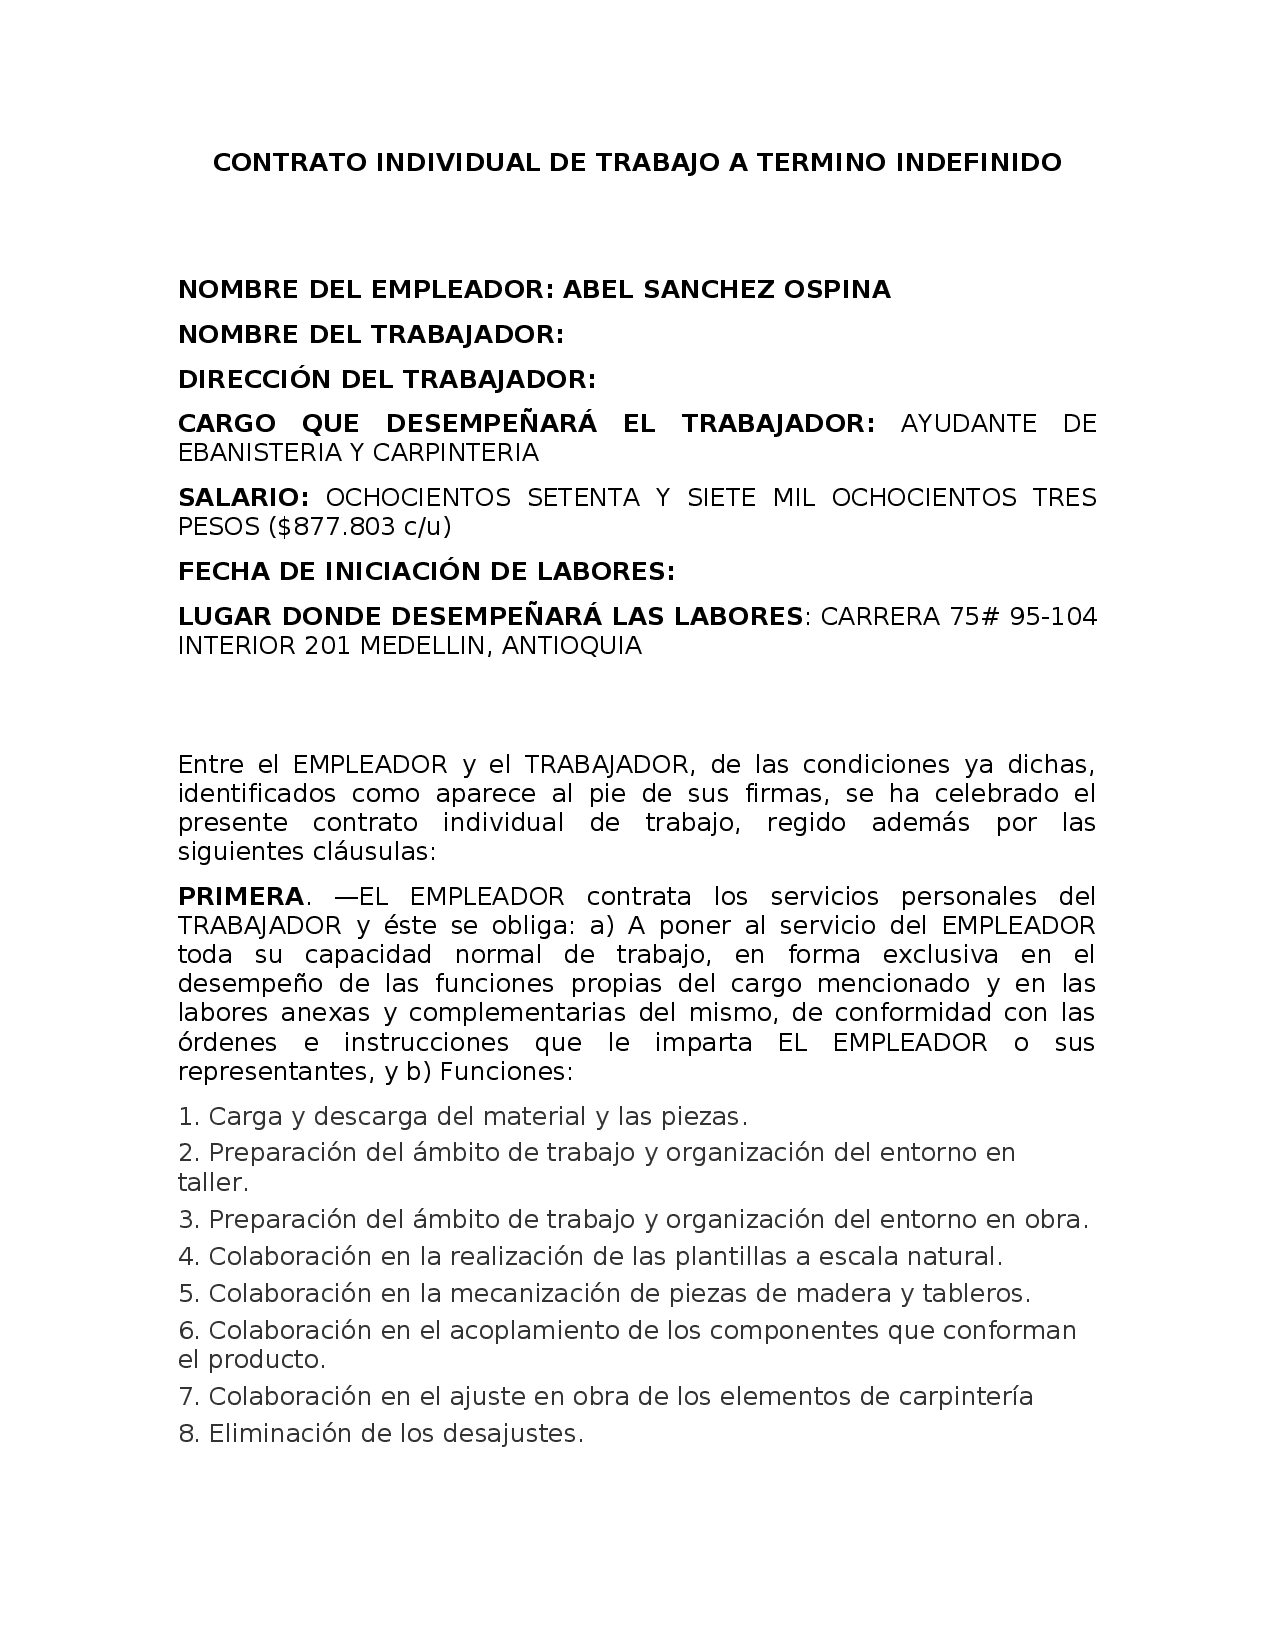 CONTRATO INDIVIDUAL DE TRABAJO A TERMINO INDEFINIDO
NOMBRE DEL EMPLEADOR: ABEL SANCHEZ OSPINA
NOMBRE DEL TRABAJADOR:
DIRECCIÓN DEL TRABAJADOR:
CARGO QUE DESEMPEÑARÁ EL TRABAJADOR: AYUDANTE DE
EBANISTERIA Y CARPINTERIA
SALARIO: OCHOCIENTOS SETENTA Y SIETE MIL OCHOCIENTOS TRES
PESOS ($877.803 c/u)
FECHA DE INICIACIÓN DE LABORES:
LUGAR DONDE DESEMPEÑARÁ LAS LABORES: CARRERA 75# 95-104
INTERIOR 201 MEDELLIN, ANTIOQUIA
Entre el EMPLEADOR y el TRABAJADOR, de las condiciones ya dichas,
identificados como aparece al pie de sus firmas, se ha celebrado el
presente contrato individual de trabajo, regido además por las
siguientes cláusulas:
PRIMERA. —EL EMPLEADOR contrata los servicios personales del
TRABAJADOR y éste se obliga: a) A poner al servicio del EMPLEADOR
toda su capacidad normal de trabajo, en forma exclusiva en el
desempeño de las funciones propias del cargo mencionado y en las
labores anexas y complementarias del mismo, de conformidad con las
órdenes e instrucciones que le imparta EL EMPLEADOR o sus
representantes, y b) Funciones:
1. Carga y descarga del material y las piezas.
2. Preparación del ámbito de trabajo y organización del entorno en
taller.
3. Preparación del ámbito de trabajo y organización del entorno en obra.
4. Colaboración en la realización de las plantillas a escala natural.
5. Colaboración en la mecanización de piezas de madera y tableros.
6. Colaboración en el acoplamiento de los componentes que conforman
el producto.
7. Colaboración en el ajuste en obra de los elementos de carpintería
8. Eliminación de los desajustes.